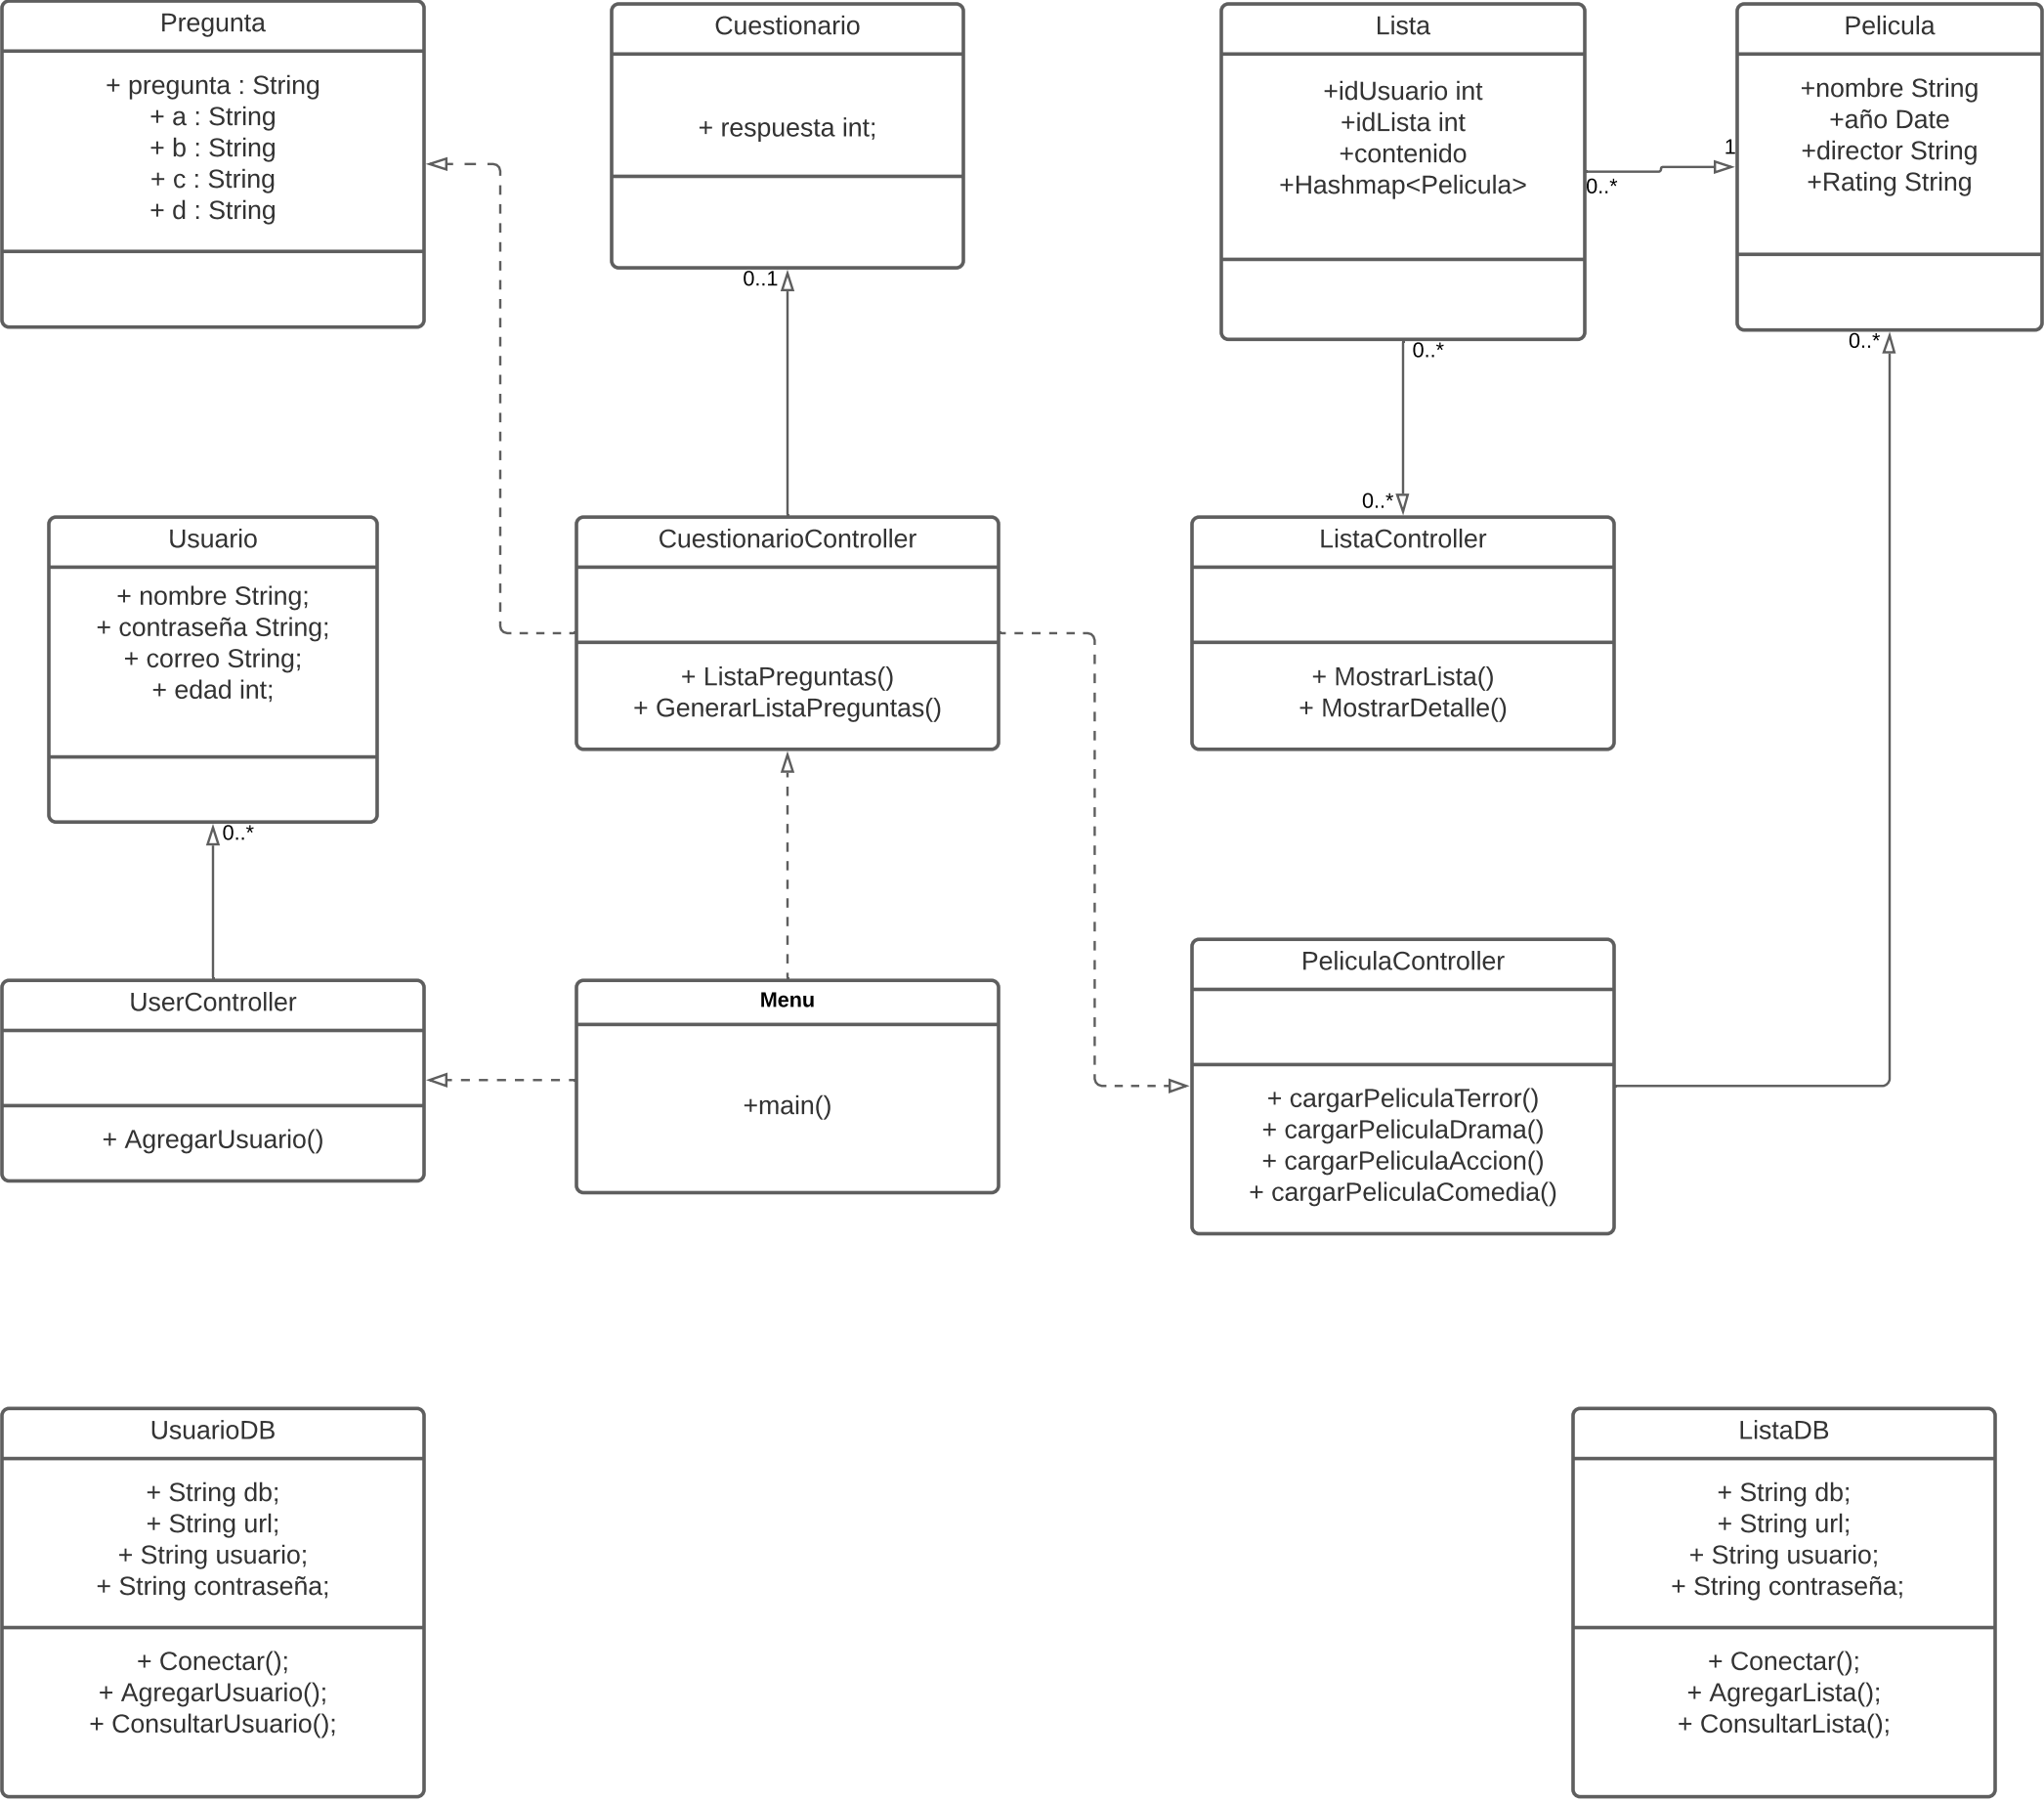 Pregunta
+ pregunta : String
+ a : String
+ b : String
+ c : String
+ d : String
Cuestionario
+ respuesta int;
0..1
Lista
+idUsuario int
+idLista int
+contenido
+Hashmap<Pelicula>
0..*
1
0..*
Pelicula
+nombre String
+año Date
+director String
+Rating String
0..*
Usuario
+ nombre String;
+ contraseña String;
+ correo String;
+ edad int;
0..*
CuestionarioController
+ ListaPreguntas()
+ GenerarListaPreguntas()
0..*
ListaController
+ MostrarLista()
+ MostrarDetalle()
UserController
+ AgregarUsuario()
Menu
+main()
PeliculaController
+ cargarPeliculaTerror()
+ cargarPeliculaDrama()
+ cargarPeliculaAccion()
+ cargarPeliculaComedia()
UsuarioDB
+ String db;
+ String url;
+ String usuario;
+ String contraseña;
+ Conectar();
+ AgregarUsuario();
+ ConsultarUsuario();
ListaDB
+ String db;
+ String url;
+ String usuario;
+ String contraseña;
+ Conectar();
+ AgregarLista();
+ ConsultarLista();